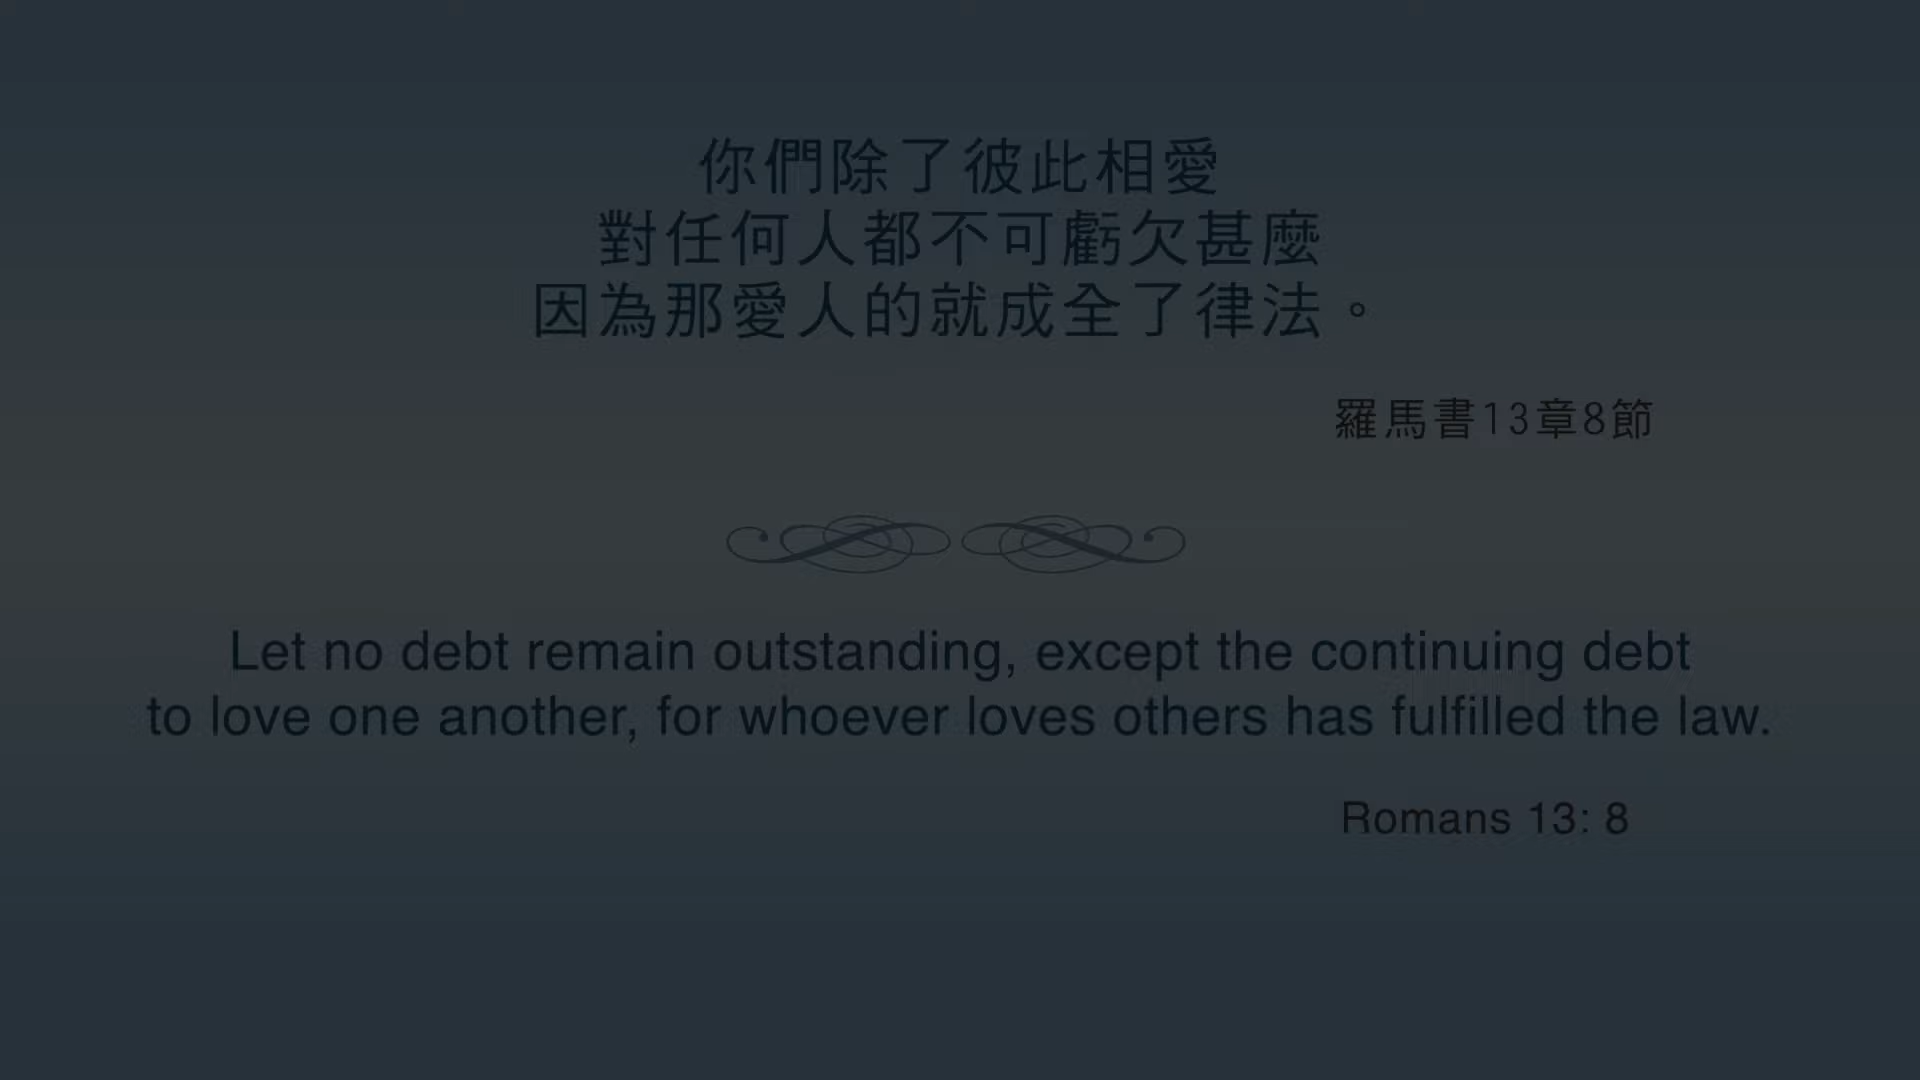 你們除了彼此相愛
對任何人都不可虧欠甚麼
因為那愛人的就成全了律法。
羅馬書13章8節
Let no debt remain outstanding, except the continuing debt
to love one another, for whoever loves others has fulfilled the law.
Romans 13: 8